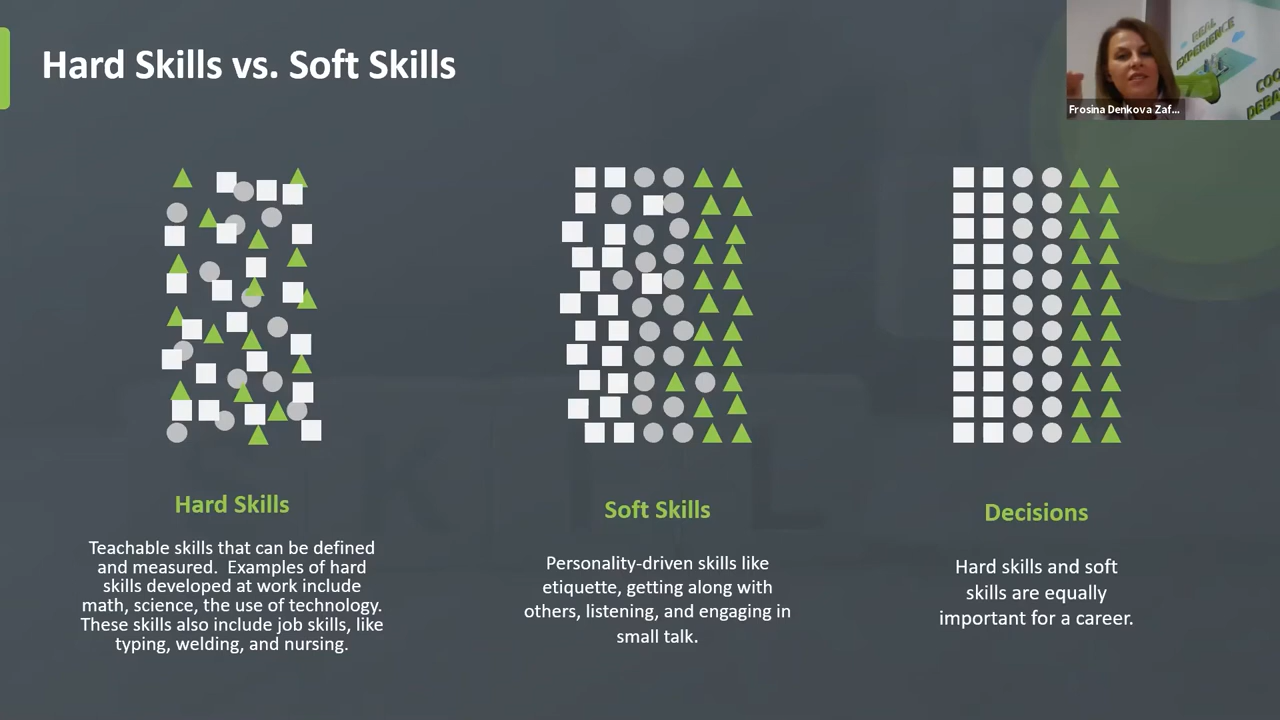 Hard Skills vs. Soft Skills
REAL
EXPERIENCE
Frosina Denkova Zaf...
Hard Skills
Teachable skills that can be defined
and measured.  Examples of hard
skills developed at work include
math, science, the use of technology.
These skills also include job skills, like
typing, welding, and nursing.
Soft Skills
Personality-driven skills like
etiquette, getting along with
others, listening, and engaging in
small talk.
Decisions
Hard skills and soft
skills are equally
important for a career.